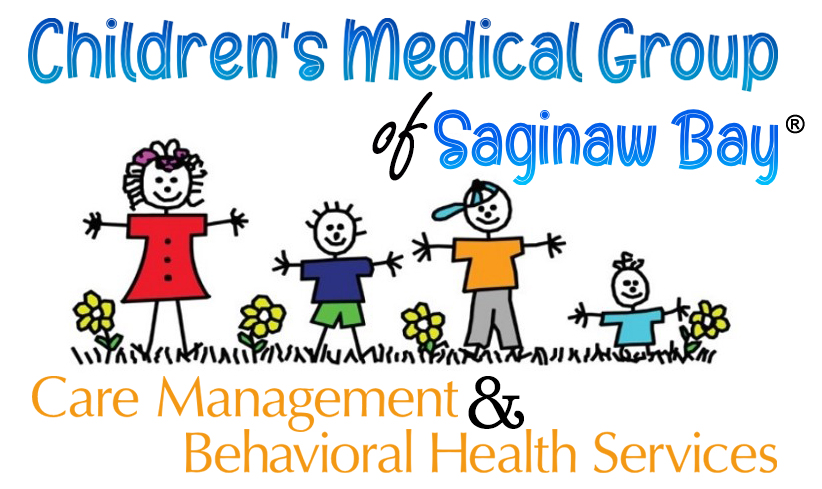 Children's Medical Group
of Saginaw Bay®
Care Management &
Behavioral Health Services